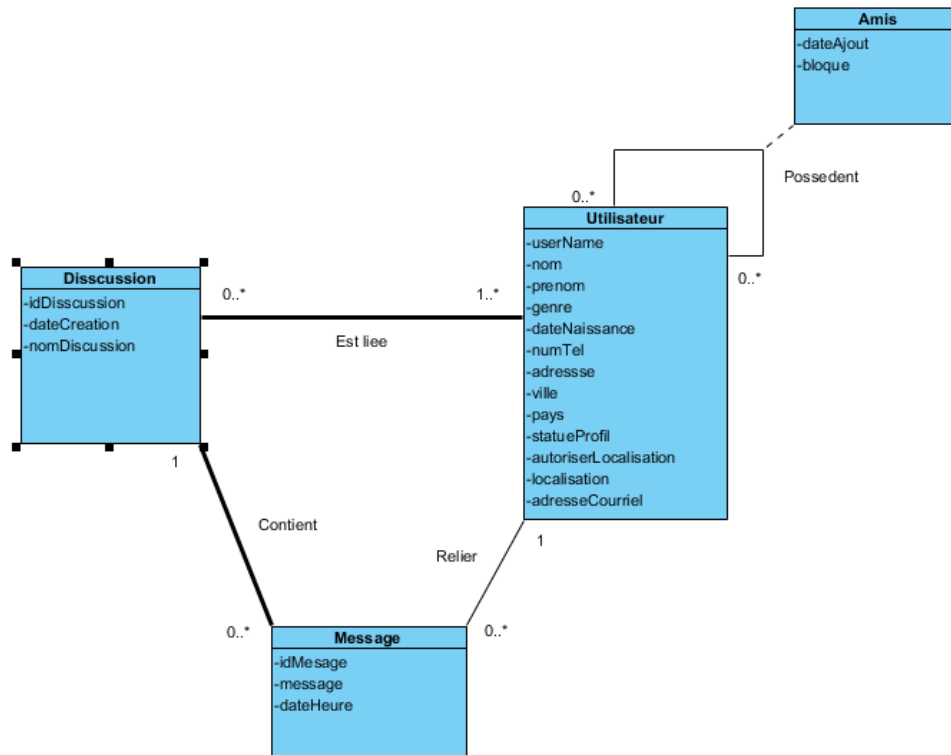 Amis
-dateAjout
-bloque
Possedent
0..*
Utilisateur
-userName
-nom
-prenom
-genre
-dateNaissance
-numTel
-adressse
-ville
-pays
-statueProfil
-autoriserLocalisation
-localisation
-adresseCourriel
0..*
Disscussion
-idDisscussion
-dateCreation
-nomDiscussion
0..*
1..*
Est liee
1
Contient
0..*
Relier
1
0..*
Message
-idMesage
-message
-dateHeure